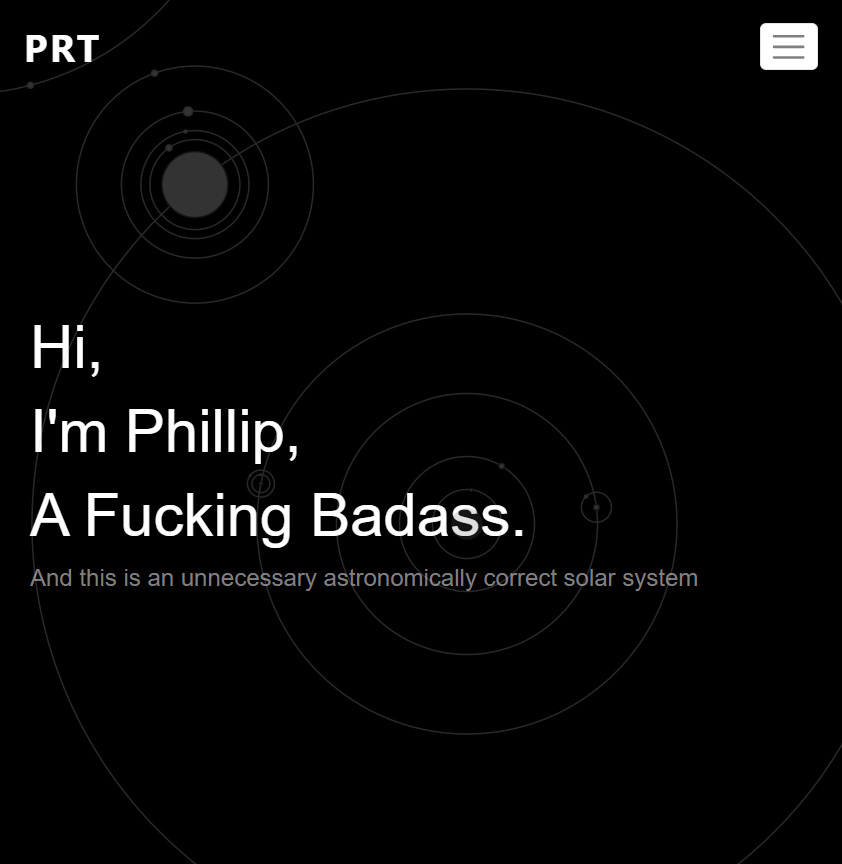 PRT
Hi,
I'm Phillip,
A Fucking Badass.
And this is an unnecessary astronomically correct solar system